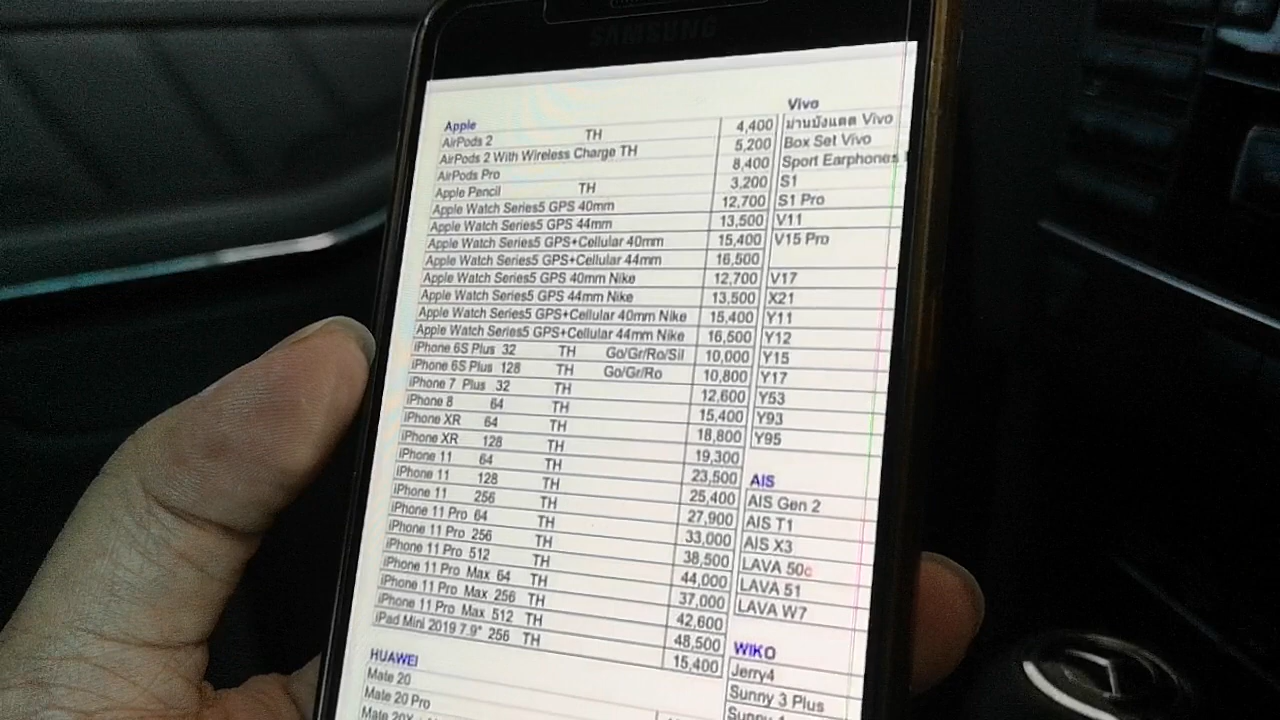 SAMSUNG
Apple
AirPods 2 TH 4,400
AirPods 2 With Wireless Charge TH 5,200
AirPods Pro 8,400
Apple Pencil TH 3,200
Apple Watch Series5 GPS 40mm 12,700
Apple Watch Series5 GPS 44mm 13,500
Apple Watch Series5 GPS+Cellular 40mm 15,400
Apple Watch Series5 GPS+Cellular 44mm 16,500
Apple Watch Series5 GPS 40mm Nike 12,700
Apple Watch Series5 GPS 44mm Nike 13,500
Apple Watch Series5 GPS+Cellular 40mm Nike 15,400
Apple Watch Series5 GPS+Cellular 44mm Nike 16,500
iPhone 6S Plus 32 TH Go/Gr/Ro/Sil 10,000
iPhone 6S Plus 128 TH Go/Gr/Ro 10,800
iPhone 7 Plus 32 TH 12,600
iPhone 8 64 TH 15,400
iPhone XR 64 TH 18,800
iPhone XR 128 TH 19,300
iPhone 11 64 TH 23,500
iPhone 11 128 TH 25,400
iPhone 11 256 TH 27,900
iPhone 11 Pro 64 TH 33,000
iPhone 11 Pro 256 TH 38,500
iPhone 11 Pro 512 TH 44,000
iPhone 11 Pro Max 64 TH 37,000
iPhone 11 Pro Max 256 TH 42,600
iPhone 11 Pro Max 512 TH 48,500
iPad Mini 2019 7.9" 256 TH 15,400
HUAWEI
Mate 20
Mate 20 Pro
Mate 20X
Vivo
ม่านบังแดด Vivo
Box Set Vivo
Sport Earphones
S1
S1 Pro
V11
V15 Pro
V17
X21
Y11
Y12
Y15
Y17
Y53
Y93
Y95
AIS
AIS Gen 2
AIS T1
AIS X3
LAVA 50c
LAVA 51
LAVA W7
WIKO
Jerry4
Sunny 3 Plus
Sunny